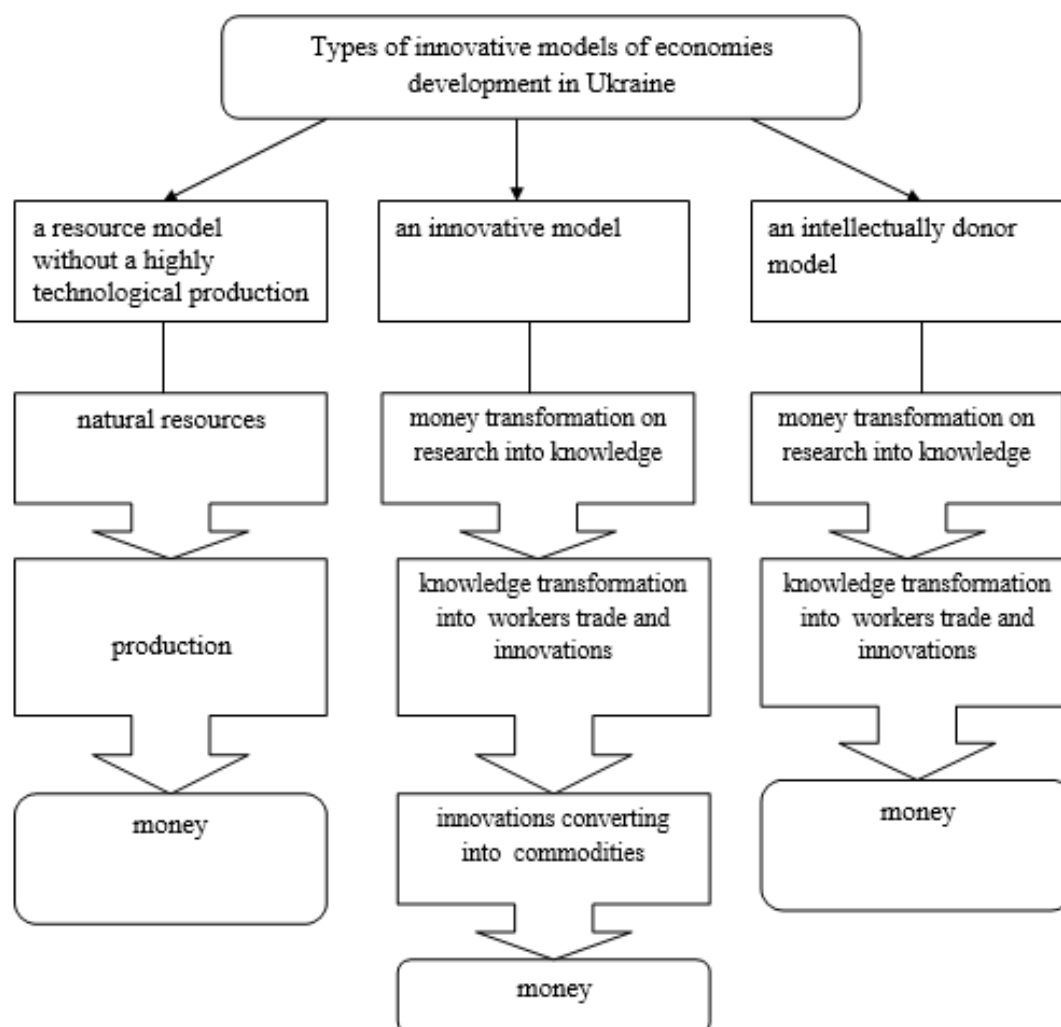 Types of innovative models of economies
development in Ukraine
a resource model
without a highly
technological production
an innovative model
an intellectually donor
model
natural resources
money transformation on
research into knowledge
money transformation on
research into knowledge
production
knowledge transformation
into workers trade and
innovations
knowledge transformation
into workers trade and
innovations
money
innovations converting
into commodities
money
money